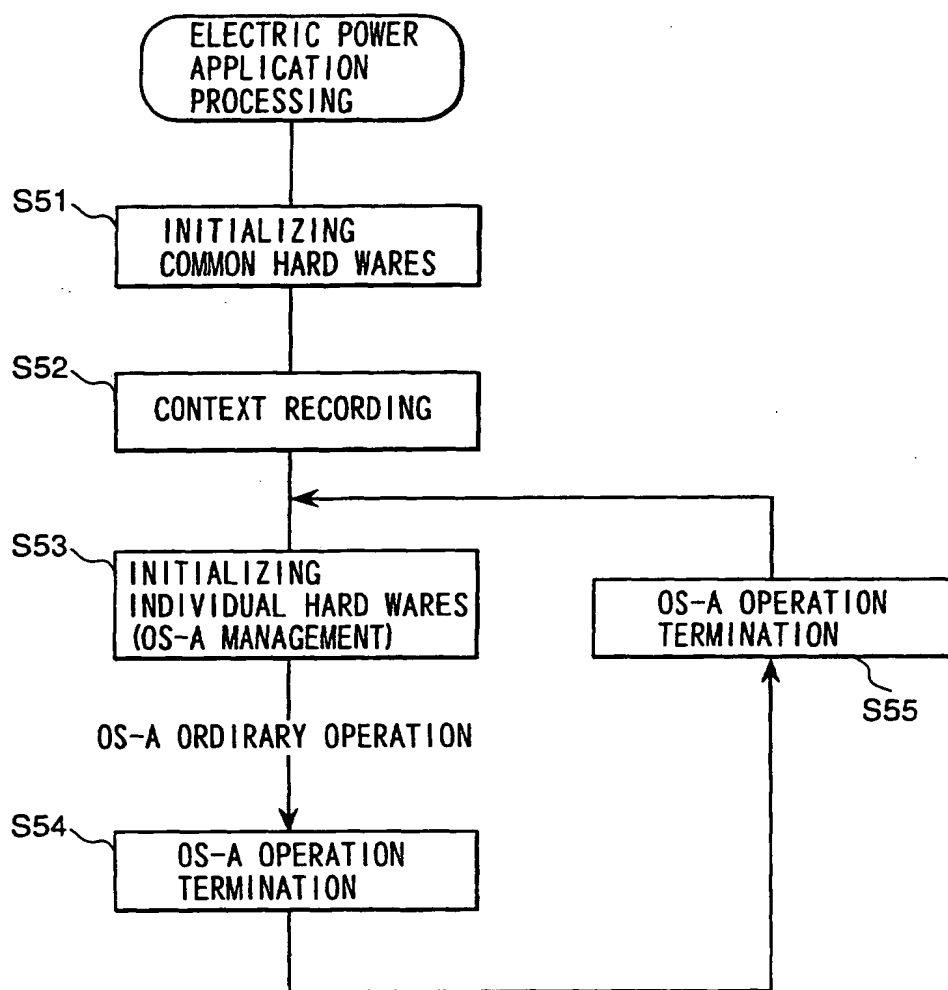 ELECTRIC POWER
APPLICATION
PROCESSING
S51
INITIALIZING
COMMON HARD WARES
S52
CONTEXT RECORDING
S53
INITIALIZING
INDIVIDUAL HARD WARES
(OS-A MANAGEMENT)
OS-A ORDIRARY OPERATION
S54
OS-A OPERATION
TERMINATION
OS-A OPERATION
TERMINATION
S55